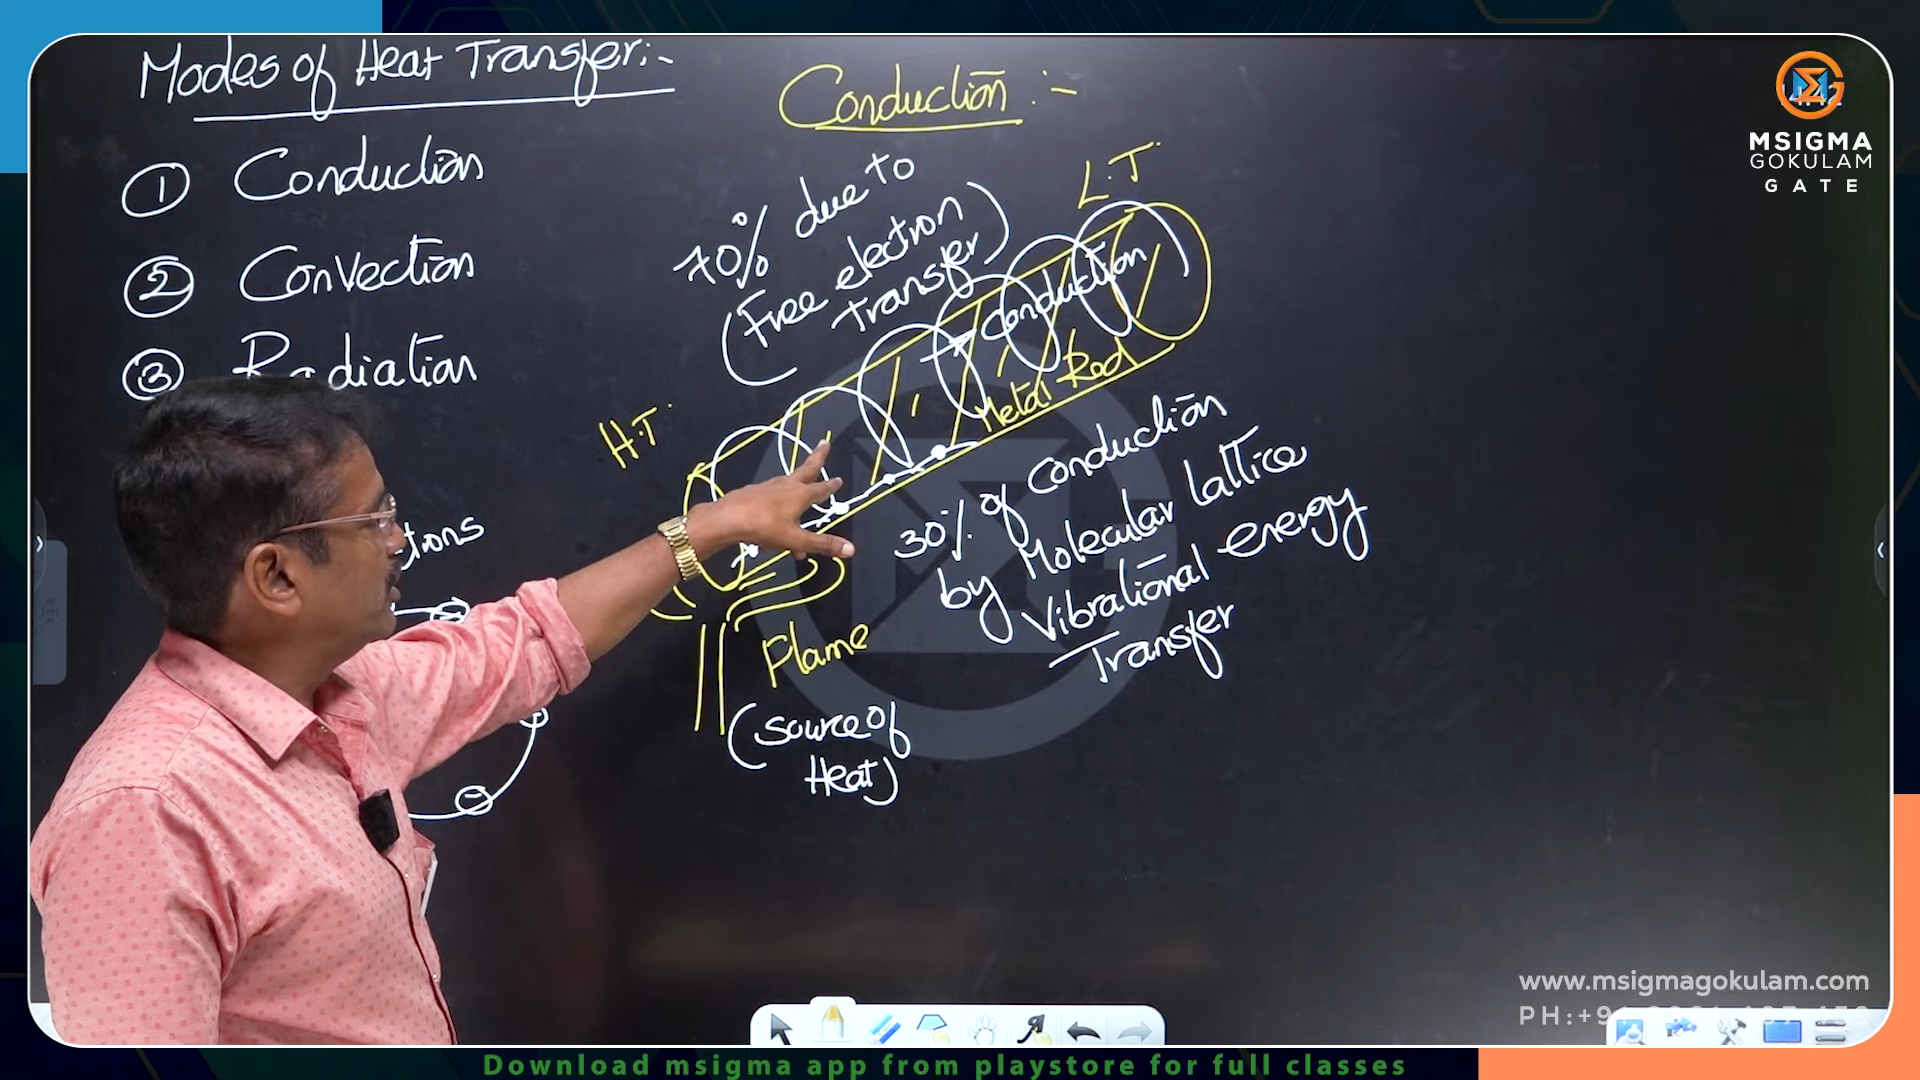 Modes of Heat Transfer:-
① Conduction
② Convection
③ Radiation
Conduction :-
70% due to
(Free electron
transfer)
L.T.
H.T.
Conduction
Metal Rod
30% of conduction
by Molecular lattice
Vibrational energy
Transfer
Flame
(source of
Heat)
MSIGMA
GOKULAM
GATE
www.msigmagokulam.com
Download msigma app from playstore for full classes